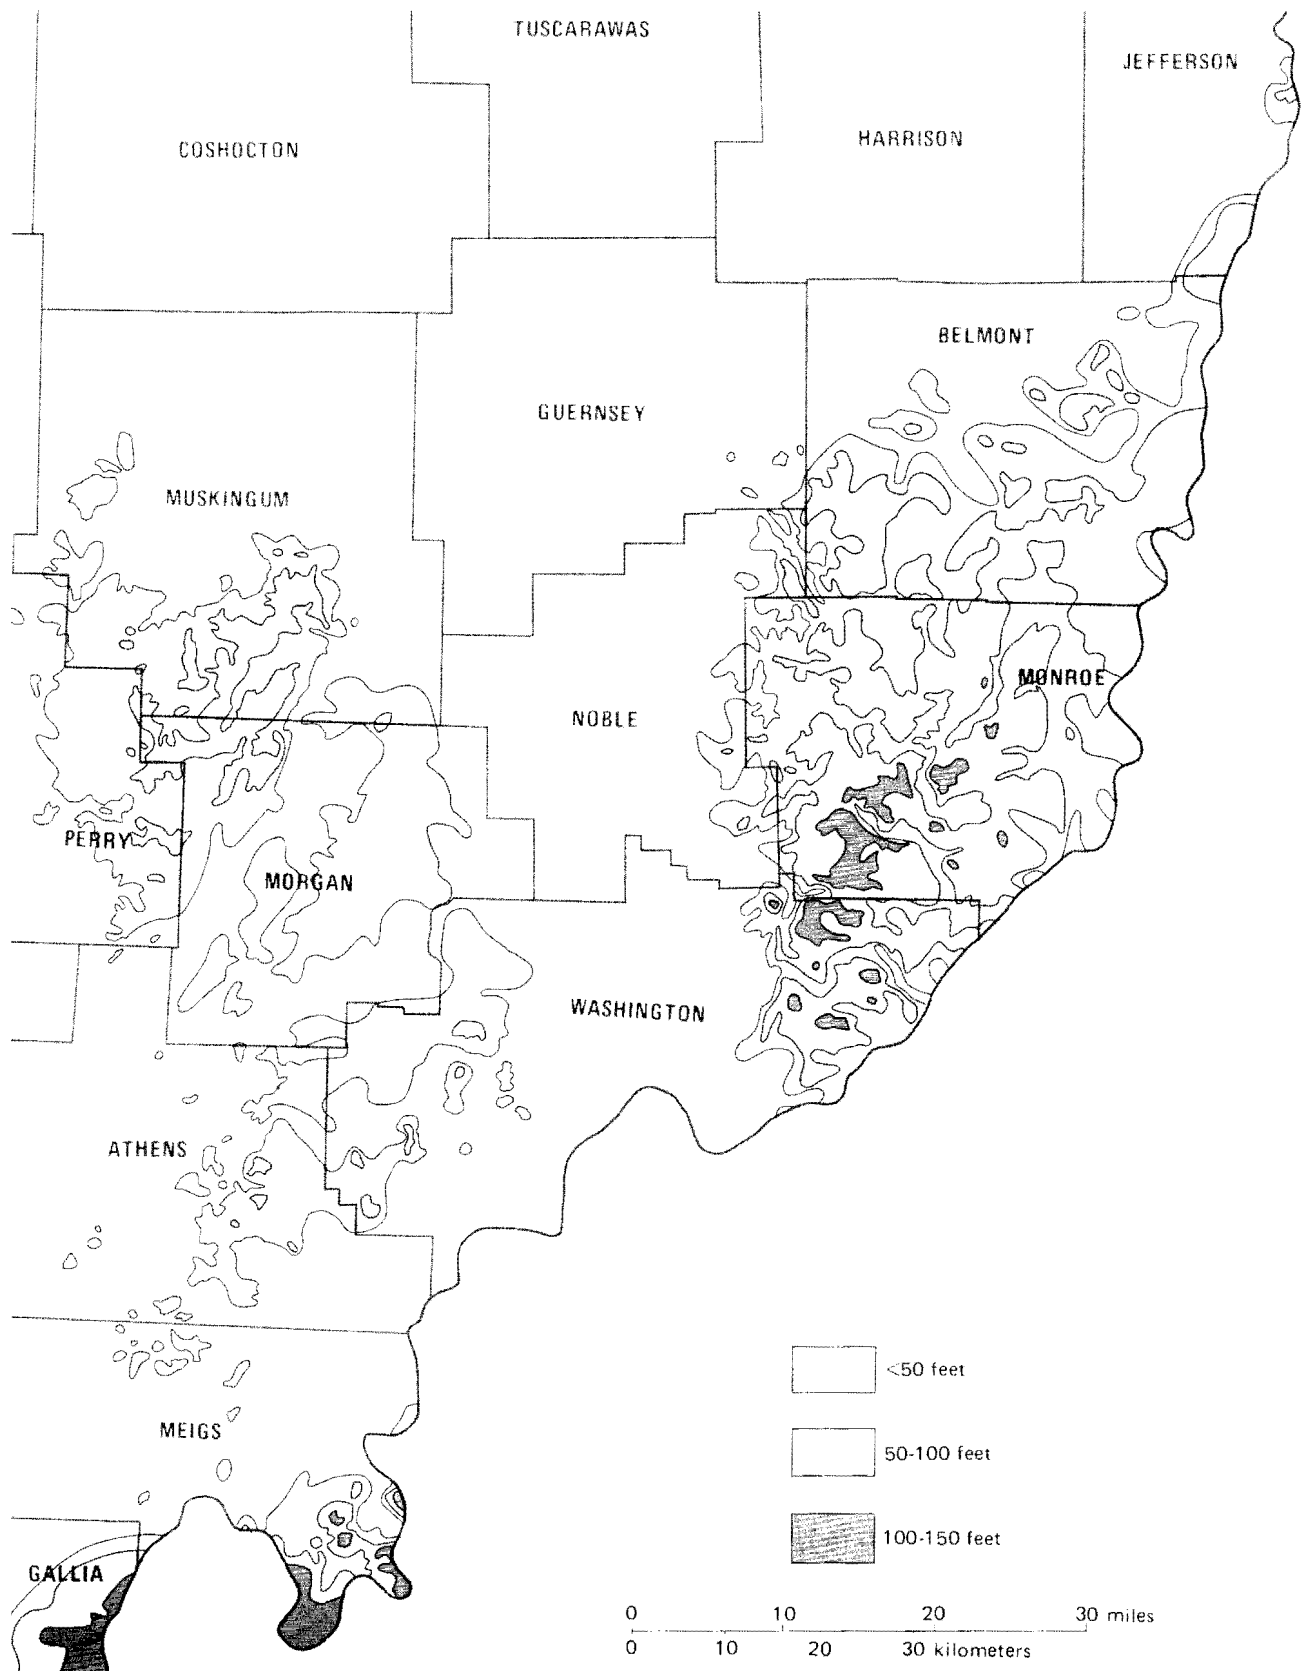 TUSCARAWAS
JEFFERSON
COSHOCTON
HARRISON
BELMONT
GUERNSEY
MUSKINGUM
MONROE
NOBLE
PERRY
MORGAN
WASHINGTON
ATHENS
<50 feet
MEIGS
50-100 feet
100-150 feet
GALLIA
0 10 20 30 miles
0 10 20 30 kilometers